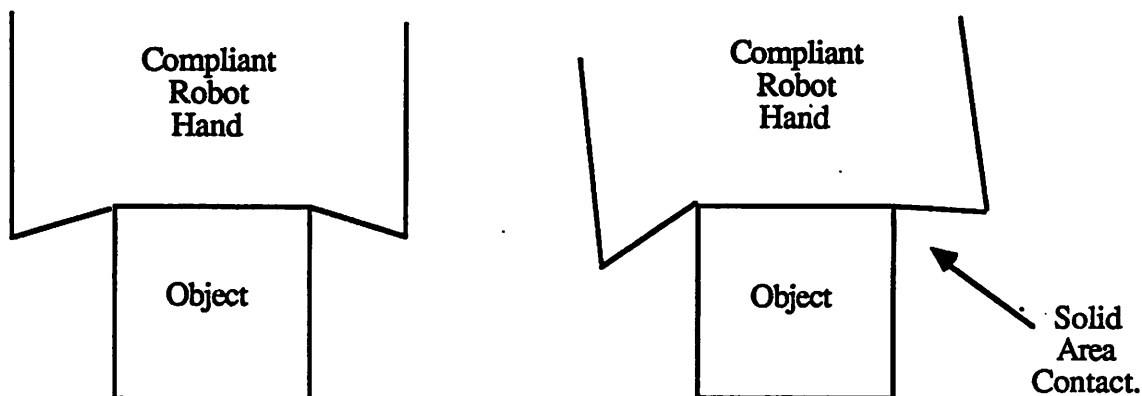 Compliant
Robot
Hand
Object
Compliant
Robot
Hand
Object
Solid
Area
Contact.